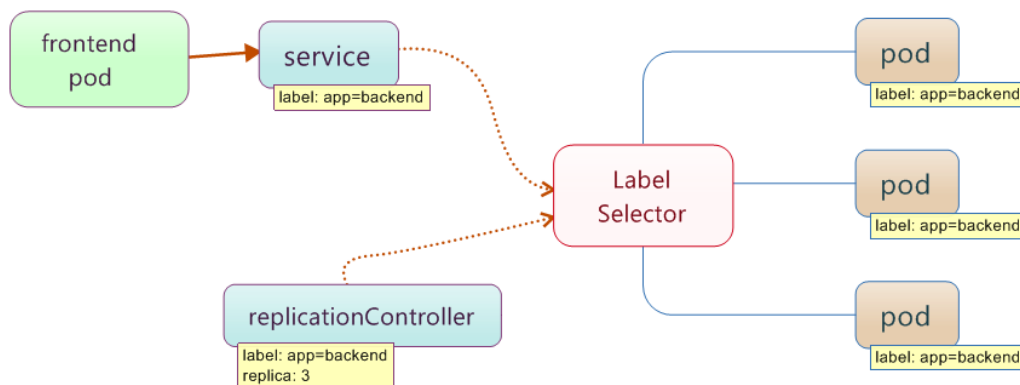 frontend
pod
service
label: app=backend
pod
label: app=backend
Label
Selector
pod
label: app=backend
replicationController
label: app=backend
replica: 3
pod
label: app=backend